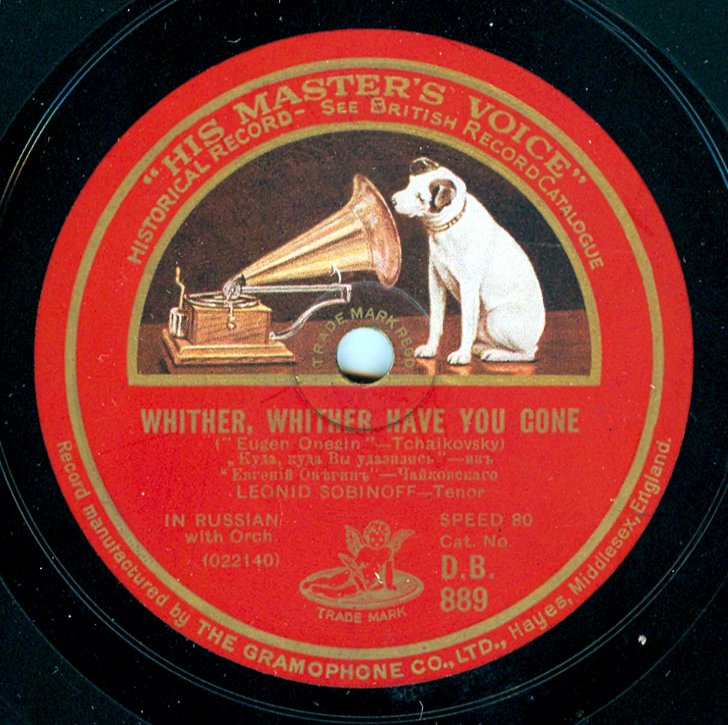 "HIS MASTER'S VOICE"
HISTORICAL RECORD- SEE BRITISH RECORD CATALOGUE
TRADE MARK REGD
WHITHER, WHITHER HAVE YOU GONE
("Eugen Onegin"—Tchaikovsky)
„Куда, куда Вы удалились"—изъ
"Евгеній Онѣгинъ"—Чайковскаго
LEONID SOBINOFF—Tenor
IN RUSSIAN
with Orch.
(022140)
SPEED 80
Cat. No.
D.B.
889
TRADE MARK
Record manufactured by THE GRAMOPHONE CO., LTD., Hayes, Middlesex, England.